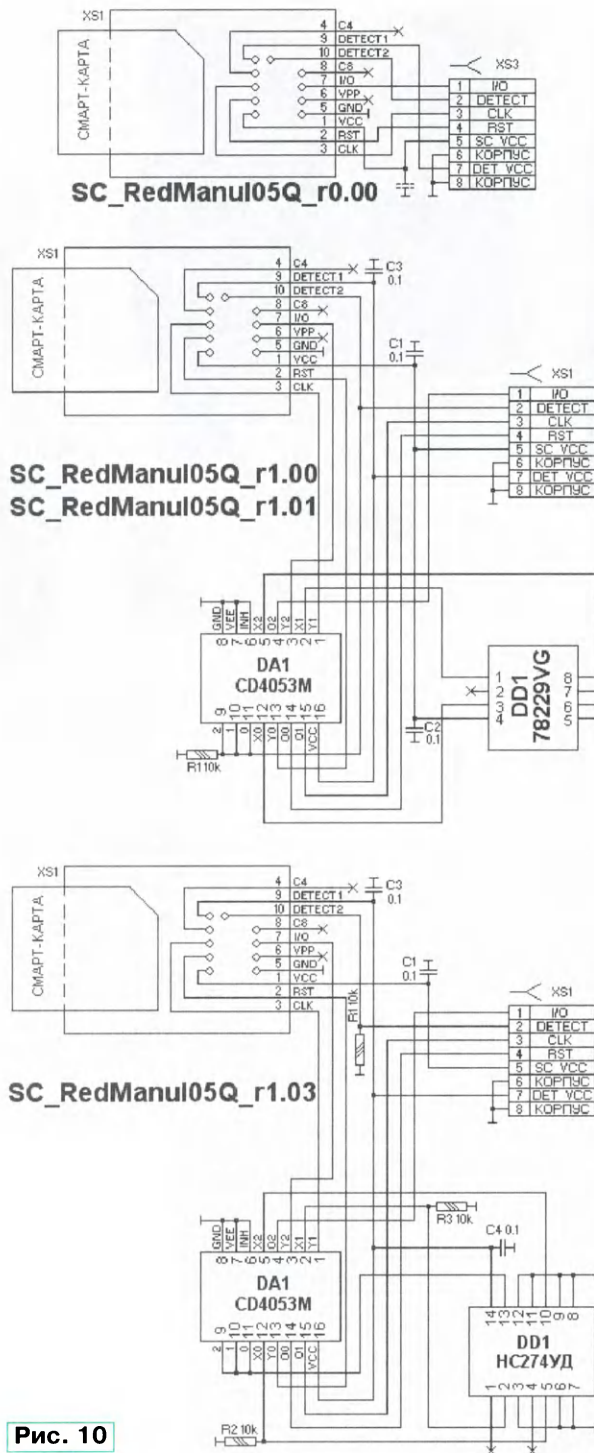 XS1
СМАРТ-КАРТА
4 C4
9 DETECT1
10 DETECT2
8 C8
7 I/O
6 VPP
5 GND
1 VCC
2 RST
3 CLK
XS3
1 I/O
2 DETECT
3 CLK
4 RST
5 SC VCC
6 КОРПУС
7 DET VCC
8 КОРПУС
SC_RedManul05Q_r0.00
XS1
СМАРТ-КАРТА
4 C4
9 DETECT1
10 DETECT2
8 C8
7 I/O
6 VPP
5 GND
1 VCC
2 RST
3 CLK
C3
0.1
C1
0.1
XS1
1 I/O
2 DETECT
3 CLK
4 RST
5 SC VCC
6 КОРПУС
7 DET VCC
8 КОРПУС
SC_RedManul05Q_r1.00
SC_RedManul05Q_r1.01
GND VEE INH X2 O2 Y2 X1 Y1
8 7 6 5 4 3 2 1
DA1
CD4053M
9 10 11 12 13 14 15 16
2 1 0 X0 Y0 O0 O1 VCC
R1 10k
C2
0.1
1 8
2 7
3 6
4 5
DD1
78229VG
XS1
СМАРТ-КАРТА
4 C4
9 DETECT1
10 DETECT2
8 C8
7 I/O
6 VPP
5 GND
1 VCC
2 RST
3 CLK
C3
0.1
C1
0.1
R1 10k
XS1
1 I/O
2 DETECT
3 CLK
4 RST
5 SC VCC
6 КОРПУС
7 DET VCC
8 КОРПУС
SC_RedManul05Q_r1.03
R3 10k
C4 0.1
GND VEE INH X2 O2 Y2 X1 Y1
8 7 6 5 4 3 2 1
DA1
CD4053M
9 10 11 12 13 14 15 16
2 1 0 X0 Y0 O0 O1 VCC
14 13 12 11 10 9 8
DD1
НС274УД
1 2 3 4 5 6 7
R2 10k
Рис. 10